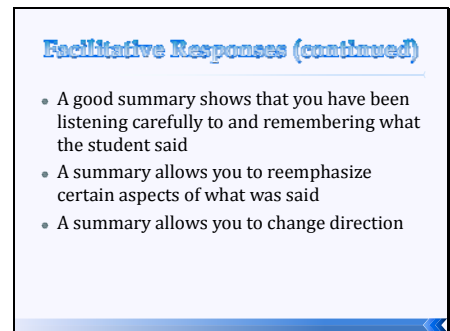 Facilitative Responses (continued)
• A good summary shows that you have been
listening carefully to and remembering what
the student said
• A summary allows you to reemphasize
certain aspects of what was said
• A summary allows you to change direction